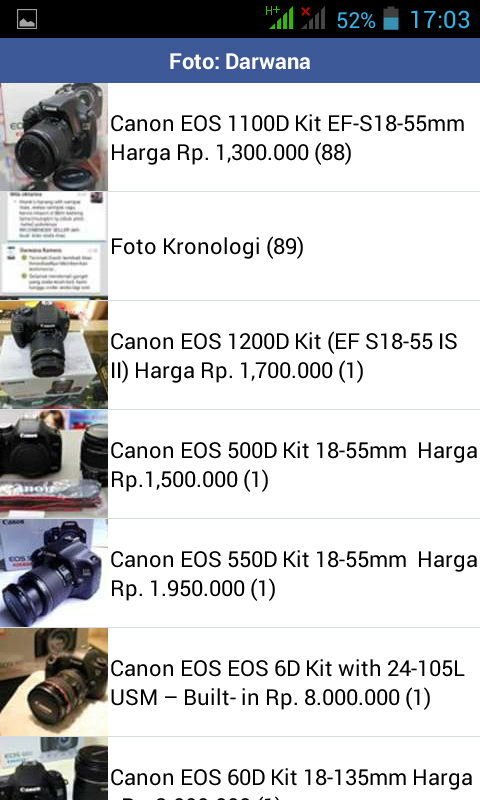 H+
52%
17:03
Foto: Darwana
Canon EOS 1100D Kit EF-S18-55mm
Harga Rp. 1,300.000 (88)
Foto Kronologi (89)
Canon EOS 1200D Kit (EF S18-55 IS
II) Harga Rp. 1,700.000 (1)
Canon EOS 500D Kit 18-55mm  Harga
Rp.1,500.000 (1)
Canon EOS 550D Kit 18-55mm  Harga
Rp. 1.950.000 (1)
Canon EOS EOS 6D Kit with 24-105L
USM – Built- in Rp. 8.000.000 (1)
Canon EOS 60D Kit 18-135mm Harga